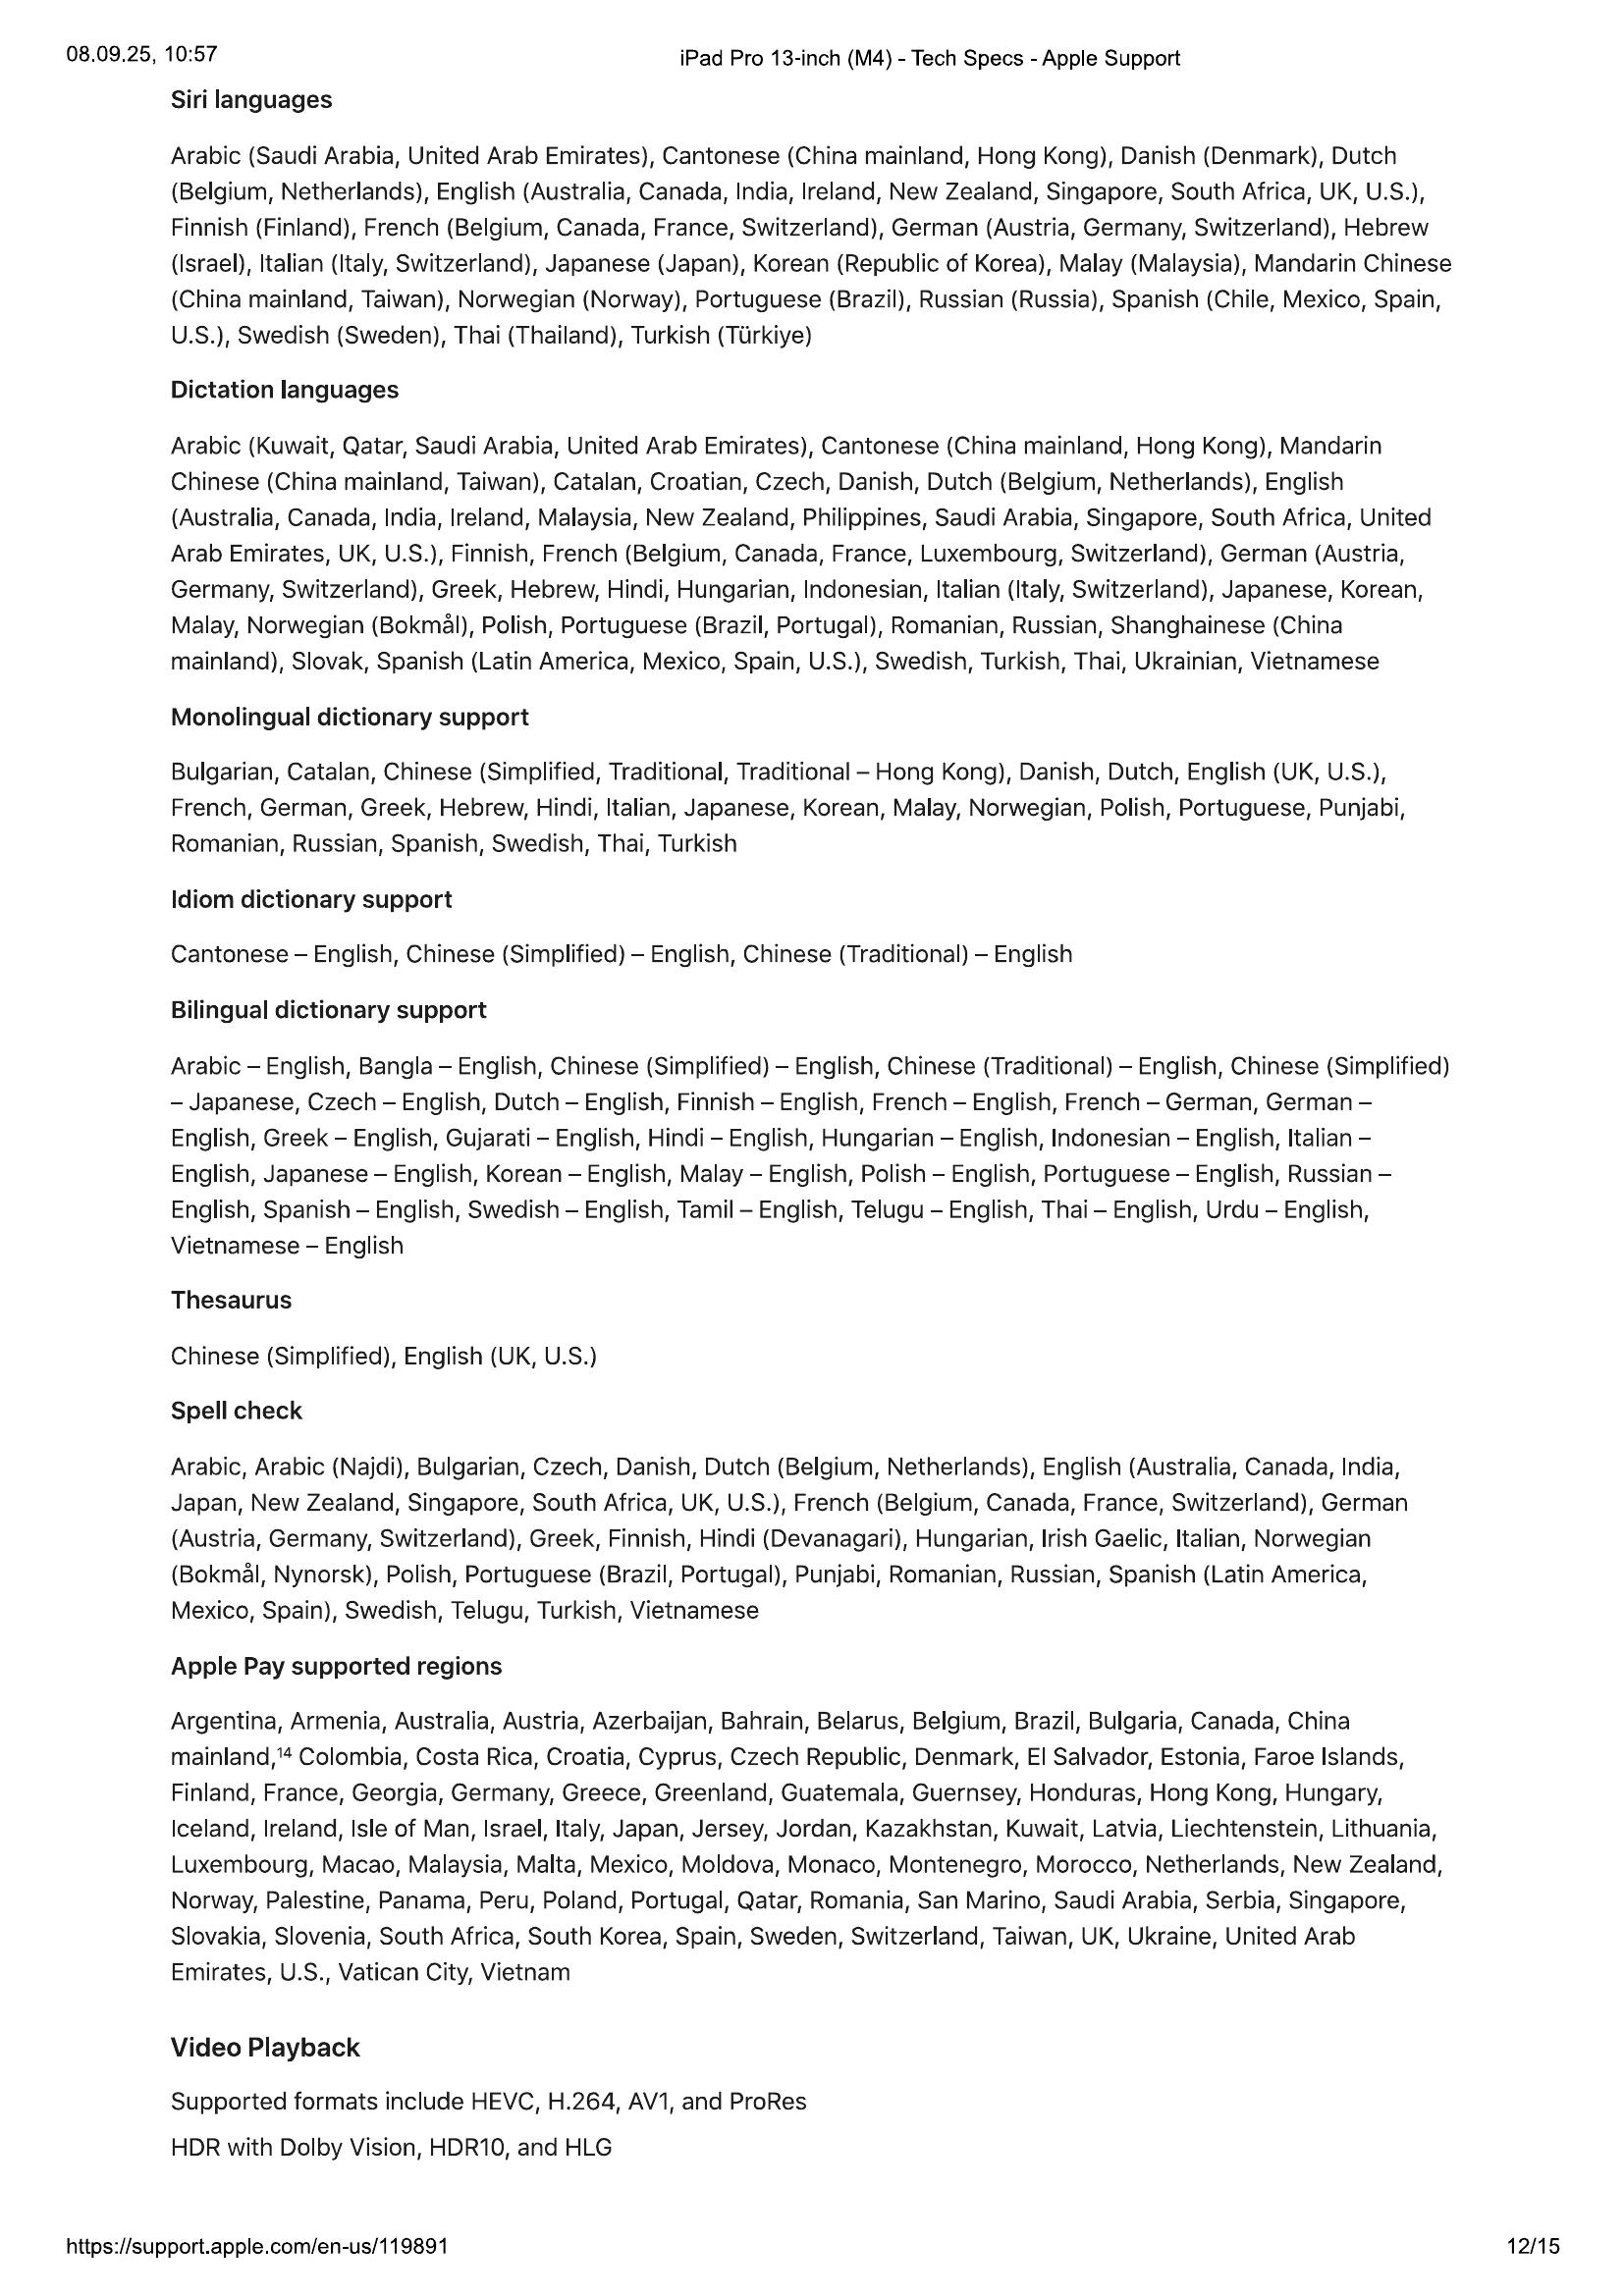 08.09.25, 10:57
iPad Pro 13-inch (M4) - Tech Specs - Apple Support
Siri languages
Arabic (Saudi Arabia, United Arab Emirates), Cantonese (China mainland, Hong Kong), Danish (Denmark), Dutch
(Belgium, Netherlands), English (Australia, Canada, India, Ireland, New Zealand, Singapore, South Africa, UK, U.S.),
Finnish (Finland), French (Belgium, Canada, France, Switzerland), German (Austria, Germany, Switzerland), Hebrew
(Israel), Italian (Italy, Switzerland), Japanese (Japan), Korean (Republic of Korea), Malay (Malaysia), Mandarin Chinese
(China mainland, Taiwan), Norwegian (Norway), Portuguese (Brazil), Russian (Russia), Spanish (Chile, Mexico, Spain,
U.S.), Swedish (Sweden), Thai (Thailand), Turkish (Türkiye)
Dictation languages
Arabic (Kuwait, Qatar, Saudi Arabia, United Arab Emirates), Cantonese (China mainland, Hong Kong), Mandarin
Chinese (China mainland, Taiwan), Catalan, Croatian, Czech, Danish, Dutch (Belgium, Netherlands), English
(Australia, Canada, India, Ireland, Malaysia, New Zealand, Philippines, Saudi Arabia, Singapore, South Africa, United
Arab Emirates, UK, U.S.), Finnish, French (Belgium, Canada, France, Luxembourg, Switzerland), German (Austria,
Germany, Switzerland), Greek, Hebrew, Hindi, Hungarian, Indonesian, Italian (Italy, Switzerland), Japanese, Korean,
Malay, Norwegian (Bokmål), Polish, Portuguese (Brazil, Portugal), Romanian, Russian, Shanghainese (China
mainland), Slovak, Spanish (Latin America, Mexico, Spain, U.S.), Swedish, Turkish, Thai, Ukrainian, Vietnamese
Monolingual dictionary support
Bulgarian, Catalan, Chinese (Simplified, Traditional, Traditional – Hong Kong), Danish, Dutch, English (UK, U.S.),
French, German, Greek, Hebrew, Hindi, Italian, Japanese, Korean, Malay, Norwegian, Polish, Portuguese, Punjabi,
Romanian, Russian, Spanish, Swedish, Thai, Turkish
Idiom dictionary support
Cantonese – English, Chinese (Simplified) – English, Chinese (Traditional) – English
Bilingual dictionary support
Arabic – English, Bangla – English, Chinese (Simplified) – English, Chinese (Traditional) – English, Chinese (Simplified)
– Japanese, Czech – English, Dutch – English, Finnish – English, French – English, French – German, German –
English, Greek – English, Gujarati – English, Hindi – English, Hungarian – English, Indonesian – English, Italian –
English, Japanese – English, Korean – English, Malay – English, Polish – English, Portuguese – English, Russian –
English, Spanish – English, Swedish – English, Tamil – English, Telugu – English, Thai – English, Urdu – English,
Vietnamese – English
Thesaurus
Chinese (Simplified), English (UK, U.S.)
Spell check
Arabic, Arabic (Najdi), Bulgarian, Czech, Danish, Dutch (Belgium, Netherlands), English (Australia, Canada, India,
Japan, New Zealand, Singapore, South Africa, UK, U.S.), French (Belgium, Canada, France, Switzerland), German
(Austria, Germany, Switzerland), Greek, Finnish, Hindi (Devanagari), Hungarian, Irish Gaelic, Italian, Norwegian
(Bokmål, Nynorsk), Polish, Portuguese (Brazil, Portugal), Punjabi, Romanian, Russian, Spanish (Latin America,
Mexico, Spain), Swedish, Telugu, Turkish, Vietnamese
Apple Pay supported regions
Argentina, Armenia, Australia, Austria, Azerbaijan, Bahrain, Belarus, Belgium, Brazil, Bulgaria, Canada, China
mainland,¹⁴ Colombia, Costa Rica, Croatia, Cyprus, Czech Republic, Denmark, El Salvador, Estonia, Faroe Islands,
Finland, France, Georgia, Germany, Greece, Greenland, Guatemala, Guernsey, Honduras, Hong Kong, Hungary,
Iceland, Ireland, Isle of Man, Israel, Italy, Japan, Jersey, Jordan, Kazakhstan, Kuwait, Latvia, Liechtenstein, Lithuania,
Luxembourg, Macao, Malaysia, Malta, Mexico, Moldova, Monaco, Montenegro, Morocco, Netherlands, New Zealand,
Norway, Palestine, Panama, Peru, Poland, Portugal, Qatar, Romania, San Marino, Saudi Arabia, Serbia, Singapore,
Slovakia, Slovenia, South Africa, South Korea, Spain, Sweden, Switzerland, Taiwan, UK, Ukraine, United Arab
Emirates, U.S., Vatican City, Vietnam
Video Playback
Supported formats include HEVC, H.264, AV1, and ProRes
HDR with Dolby Vision, HDR10, and HLG
https://support.apple.com/en-us/119891
12/15